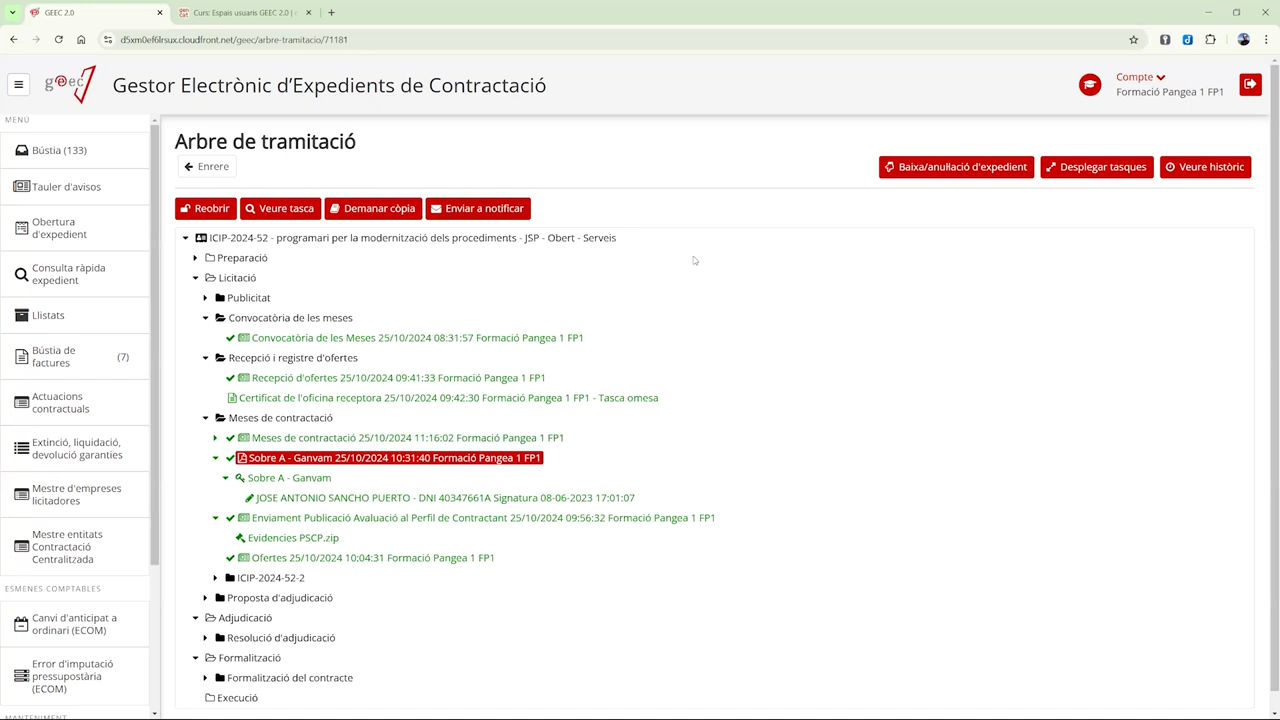 GEEC 2.0
Curs: Espais usuaris GEEC 2.0 | e
d5xm0ef6lrsux.cloudfront.net/geec/arbre-tramitacio/71181
geec
Gestor Electrònic d'Expedients de Contractació
Compte
Formació Pangea 1 FP1
MENÚ
Bústia (133)
Tauler d'avisos
Obertura
d'expedient
Consulta ràpida
expedient
Llistats
Bústia de
factures
(7)
Actuacions
contractuals
Extinció, liquidació,
devolució garanties
Mestre d'empreses
licitadores
Mestre entitats
Contractació
Centralitzada
ESMENES COMPTABLES
Canvi d'anticipat a
ordinari (ECOM)
Error d'imputació
pressupostària
(ECOM)
MANTENIMENT
Arbre de tramitació
Enrere
Baixa/anul·lació d'expedient
Desplegar tasques
Veure històric
Reobrir
Veure tasca
Demanar còpia
Enviar a notificar
ICIP-2024-52 - programari per la modernització dels procediments - JSP - Obert - Serveis
Preparació
Licitació
Publicitat
Convocatòria de les meses
Convocatòria de les Meses 25/10/2024 08:31:57 Formació Pangea 1 FP1
Recepció i registre d'ofertes
Recepció d'ofertes 25/10/2024 09:41:33 Formació Pangea 1 FP1
Certificat de l'oficina receptora 25/10/2024 09:42:30 Formació Pangea 1 FP1 - Tasca omesa
Meses de contractació
Meses de contractació 25/10/2024 11:16:02 Formació Pangea 1 FP1
Sobre A - Ganvam 25/10/2024 10:31:40 Formació Pangea 1 FP1
Sobre A - Ganvam
JOSE ANTONIO SANCHO PUERTO - DNI 40347661A Signatura 08-06-2023 17:01:07
Enviament Publicació Avaluació al Perfil de Contractant 25/10/2024 09:56:32 Formació Pangea 1 FP1
Evidencies PSCP.zip
Ofertes 25/10/2024 10:04:31 Formació Pangea 1 FP1
ICIP-2024-52-2
Proposta d'adjudicació
Adjudicació
Resolució d'adjudicació
Formalització
Formalització del contracte
Execució